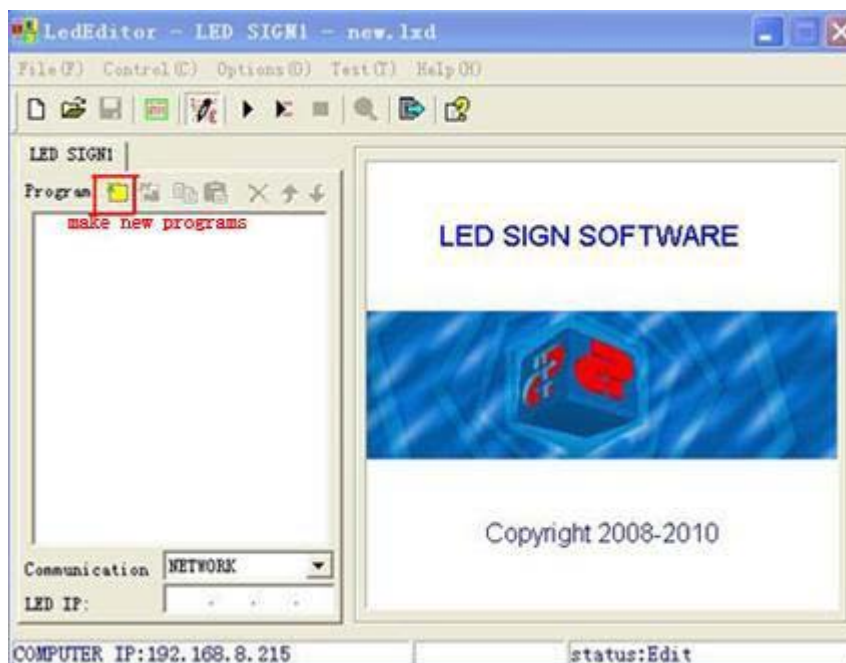 LedEditor - LED SIGN1 - new.lxd
File(F) Control(C) Options(O) Test(T) Help(H)
LED SIGN1
Program
make new programs
LED SIGN SOFTWARE
Copyright 2008-2010
Communication NETWORK
LED IP:
COMPUTER IP:192.168.8.215 status:Edit